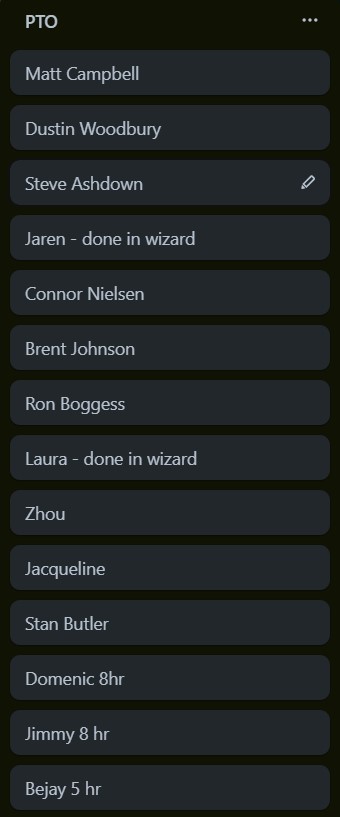 PTO
Matt Campbell
Dustin Woodbury
Steve Ashdown
Jaren - done in wizard
Connor Nielsen
Brent Johnson
Ron Boggess
Laura - done in wizard
Zhou
Jacqueline
Stan Butler
Domenic 8hr
Jimmy 8 hr
Bejay 5 hr